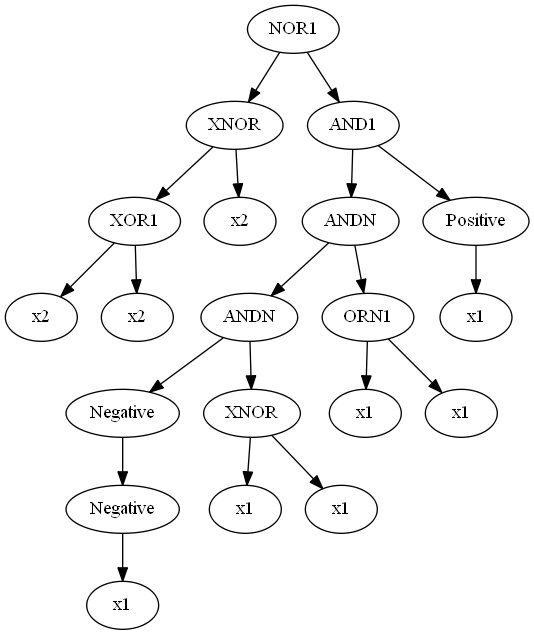 NOR1
XNOR
AND1
XOR1
x2
ANDN
Positive
x2
x2
ANDN
ORN1
x1
Negative
XNOR
x1
x1
Negative
x1
x1
x1